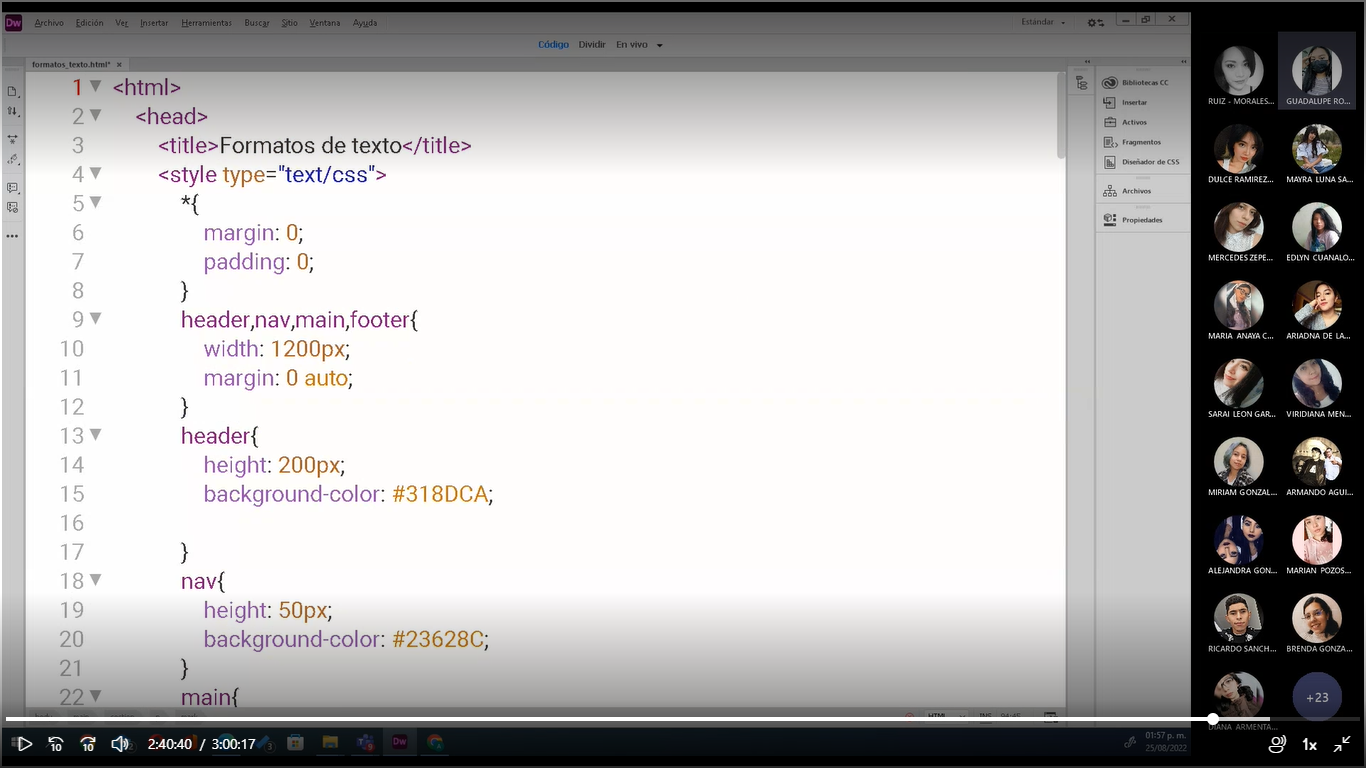 Dw Archivo Edición Ver Insertar Herramientas Buscar Sitio Ventana Ayuda Estándar
Código Dividir En vivo
formatos_texto.html*
1 <html>
2 <head>
3 <title>Formatos de texto</title>
4 <style type="text/css">
5 *{
6 margin: 0;
7 padding: 0;
8 }
9 header,nav,main,footer{
10 width: 1200px;
11 margin: 0 auto;
12 }
13 header{
14 height: 200px;
15 background-color: #318DCA;
16
17 }
18 nav{
19 height: 50px;
20 background-color: #23628C;
21 }
22 main{
Bibliotecas CC
Insertar
Activos
Fragmentos
Diseñador de CSS
Archivos
Propiedades
RUIZ - MORALES... GUADALUPE RO...
DULCE RAMIREZ... MAYRA LUNA SA...
MERCEDES ZEPE... EDLYN CUANALO...
MARIA ANAYA C... ARIADNA DE LA...
SARAI LEON GAR... VIRIDIANA MEN...
MIRIAM GONZAL... ARMANDO AGUI...
ALEJANDRA GON... MARIAN POZOS...
RICARDO SANCH... BRENDA GONZA...
+23
DIANA ARMENTA...
HTML INS
10 10 2:40:40 / 3:00:17 Dw 01:57 p. m. 1x
25/08/2022